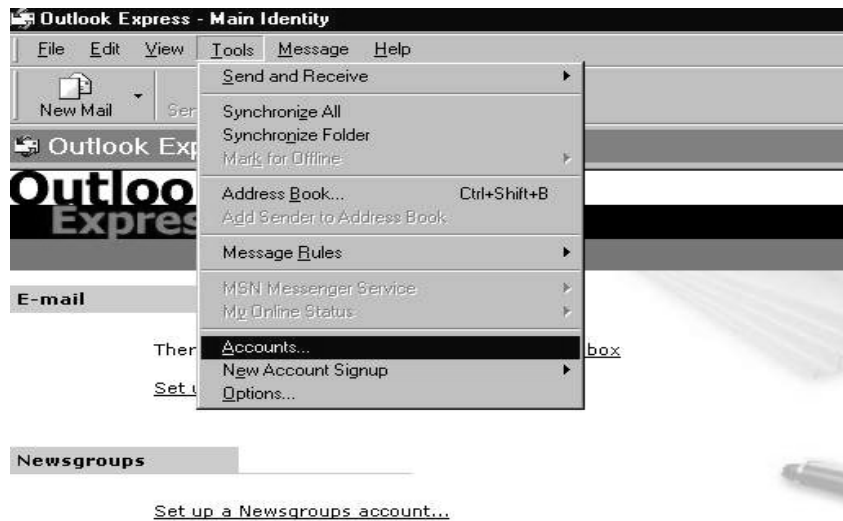 Outlook Express - Main Identity
File Edit View Tools Message Help
Send and Receive
New Mail
Synchronize All
Synchronize Folder
Outlook
Mark for Offline
Address Book... Ctrl+Shift+B
Add Sender to Address Book
Message Rules
MSN Messenger Service
My Online Status
E-mail
Accounts...
New Account Signup
Options...
Newsgroups
Set up a Newsgroups account...